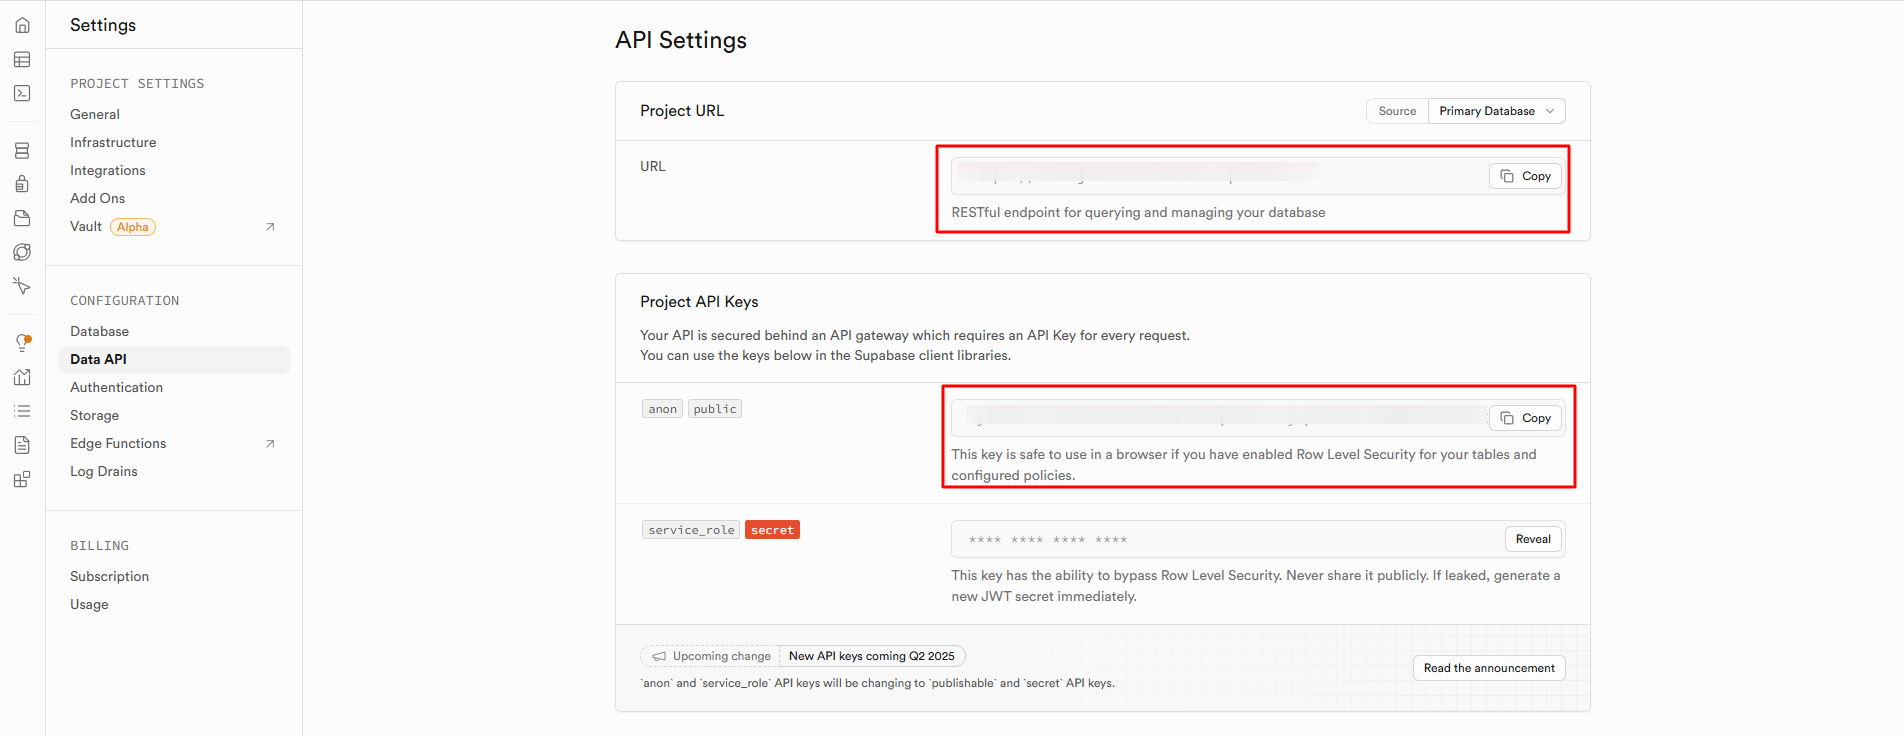 Settings
PROJECT SETTINGS
General
Infrastructure
Integrations
Add Ons
Vault Alpha
CONFIGURATION
Database
Data API
Authentication
Storage
Edge Functions
Log Drains
BILLING
Subscription
Usage
API Settings
Project URL
Source Primary Database
URL
Copy
RESTful endpoint for querying and managing your database
Project API Keys
Your API is secured behind an API gateway which requires an API Key for every request.
You can use the keys below in the Supabase client libraries.
anon public
Copy
This key is safe to use in a browser if you have enabled Row Level Security for your tables and
configured policies.
service_role secret
**** **** **** ****
Reveal
This key has the ability to bypass Row Level Security. Never share it publicly. If leaked, generate a
new JWT secret immediately.
Upcoming change New API keys coming Q2 2025
`anon` and `service_role` API keys will be changing to `publishable` and `secret` API keys.
Read the announcement